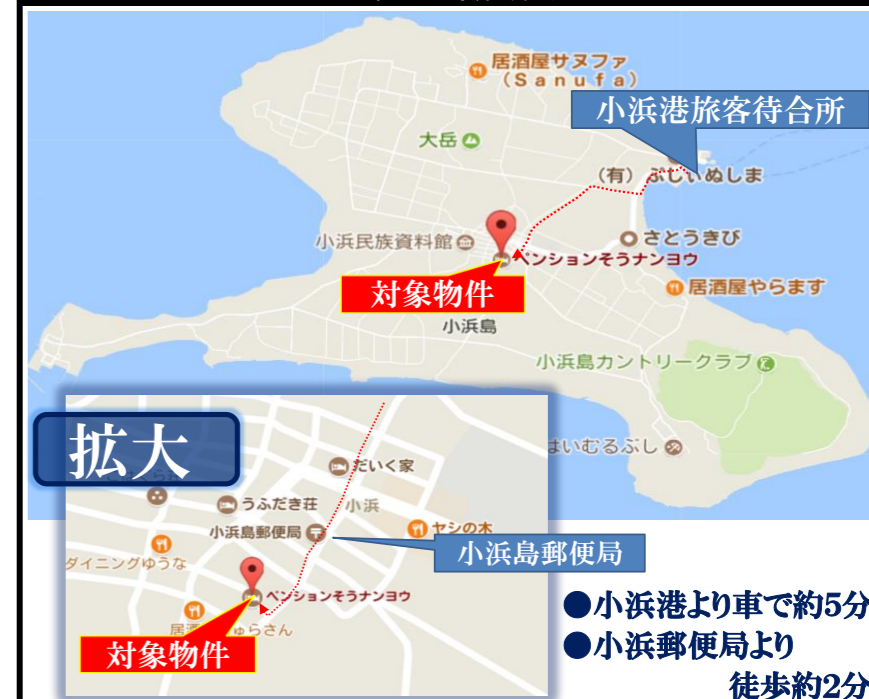 居酒屋サヌファ
(Sanufa)
小浜港旅客待合所
大岳
(有) ぶしぃぬしま
小浜民族資料館
さとうきび
ペンションそうナンヨウ
対象物件
居酒屋やらます
小浜島
小浜島カントリークラブ
はいむるぶし
拡大
だいく家
うふだき荘
小浜
小浜島郵便局
ヤシの木
小浜島郵便局
ダイニングゆうな
ペンションそうナンヨウ
対象物件
●小浜港より車で約5分
●小浜郵便局より
徒歩約2分